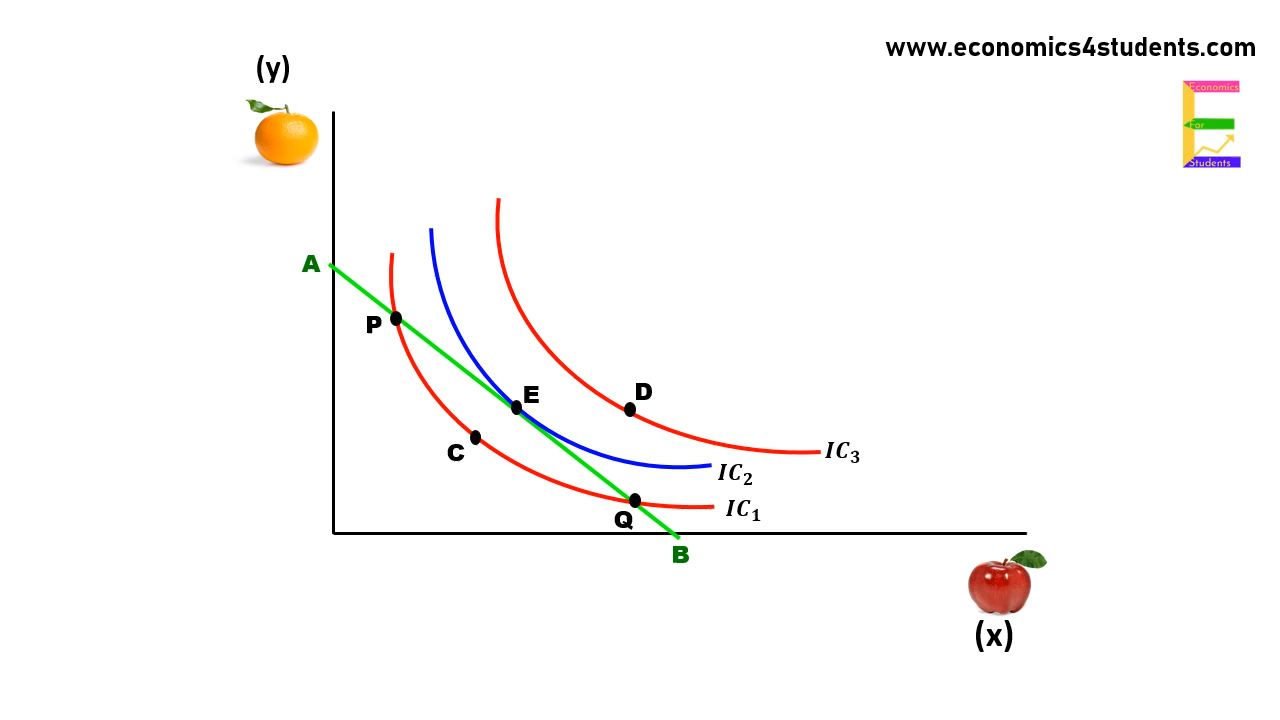 www.economics4students.com
(y)
Economics
For
Students
A
P
E
D
C
IC₃
IC₂
IC₁
Q
B
(x)